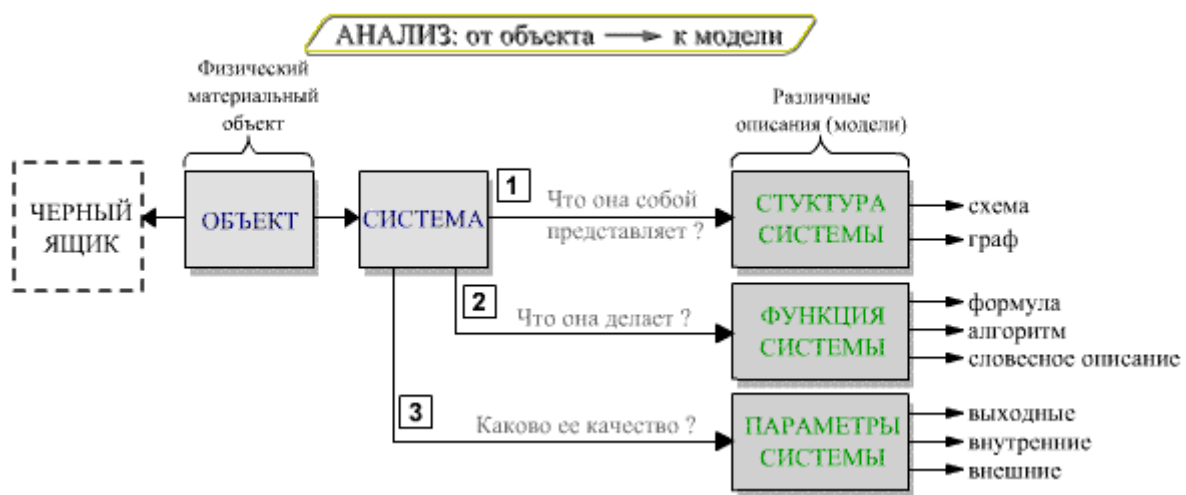 АНАЛИЗ: от объекта → к модели
Физический
материальный
объект
Различные
описания (модели)
ЧЕРНЫЙ
ЯЩИК
ОБЪЕКТ
СИСТЕМА
1
Что она собой
представляет ?
СТУКТУРА
СИСТЕМЫ
схема
граф
2
Что она делает ?
ФУНКЦИЯ
СИСТЕМЫ
формула
алгоритм
словесное описание
3
Каково ее качество ?
ПАРАМЕТРЫ
СИСТЕМЫ
выходные
внутренние
внешние